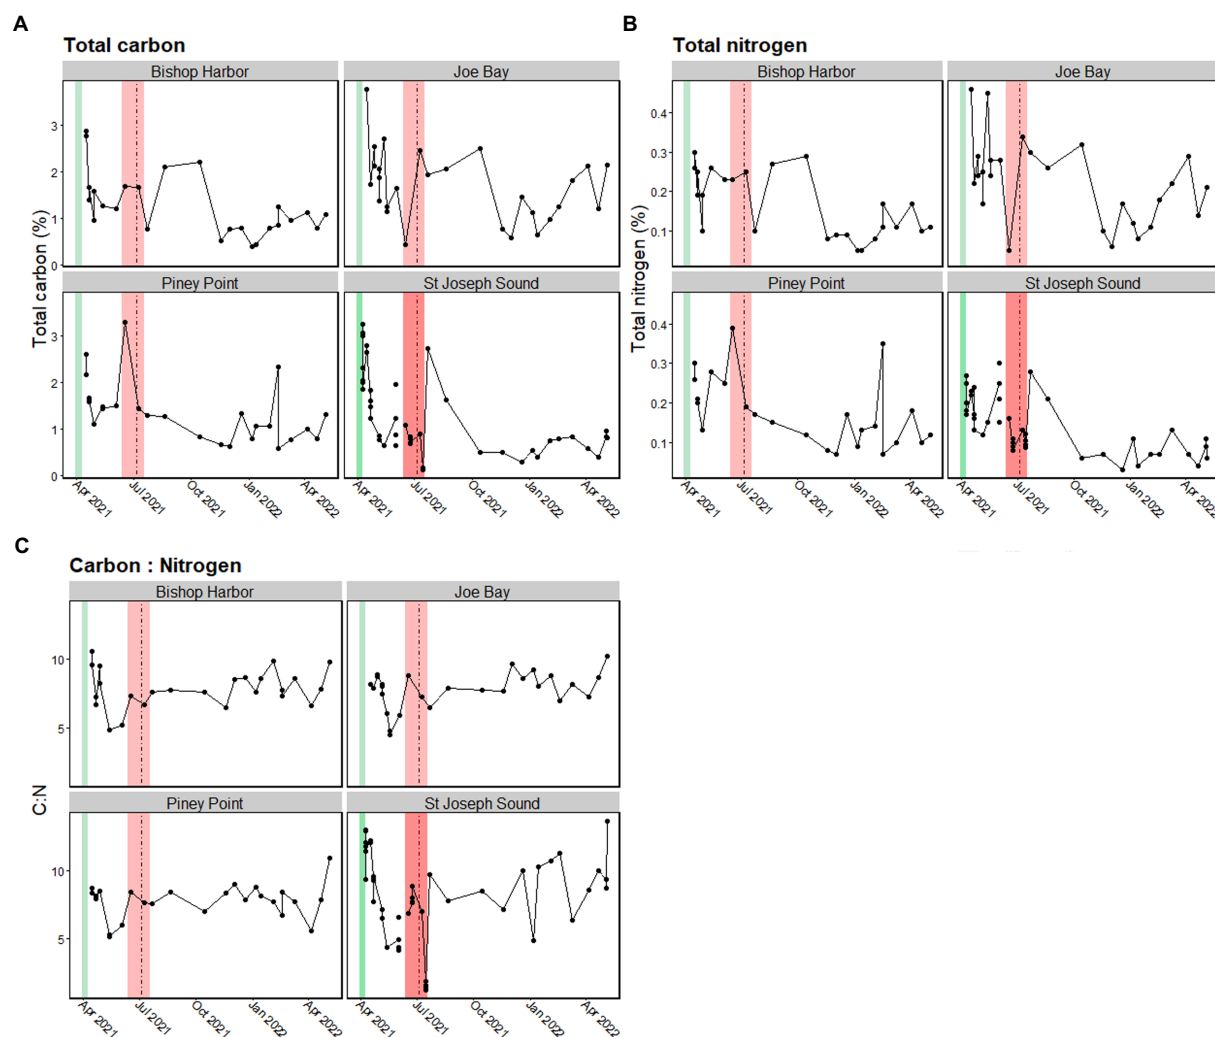 A
B
Total carbon
Total nitrogen
Bishop Harbor
Joe Bay
Bishop Harbor
Joe Bay
3
2
1
0
0.4
0.3
0.2
0.1
Piney Point
St Joseph Sound
Piney Point
St Joseph Sound
Total carbon (%)
Total nitrogen (%)
3
2
1
0
0.4
0.3
0.2
0.1
Apr 2021
Jul 2021
Oct 2021
Jan 2022
Apr 2022
Apr 2021
Jul 2021
Oct 2021
Jan 2022
Apr 2022
Apr 2021
Jul 2021
Oct 2021
Jan 2022
Apr 2022
Apr 2021
Jul 2021
Oct 2021
Jan 2022
Apr 2022
C
Carbon : Nitrogen
Bishop Harbor
Joe Bay
10
5
C:N
Piney Point
St Joseph Sound
10
5
Apr 2021
Jul 2021
Oct 2021
Jan 2022
Apr 2022
Apr 2021
Jul 2021
Oct 2021
Jan 2022
Apr 2022